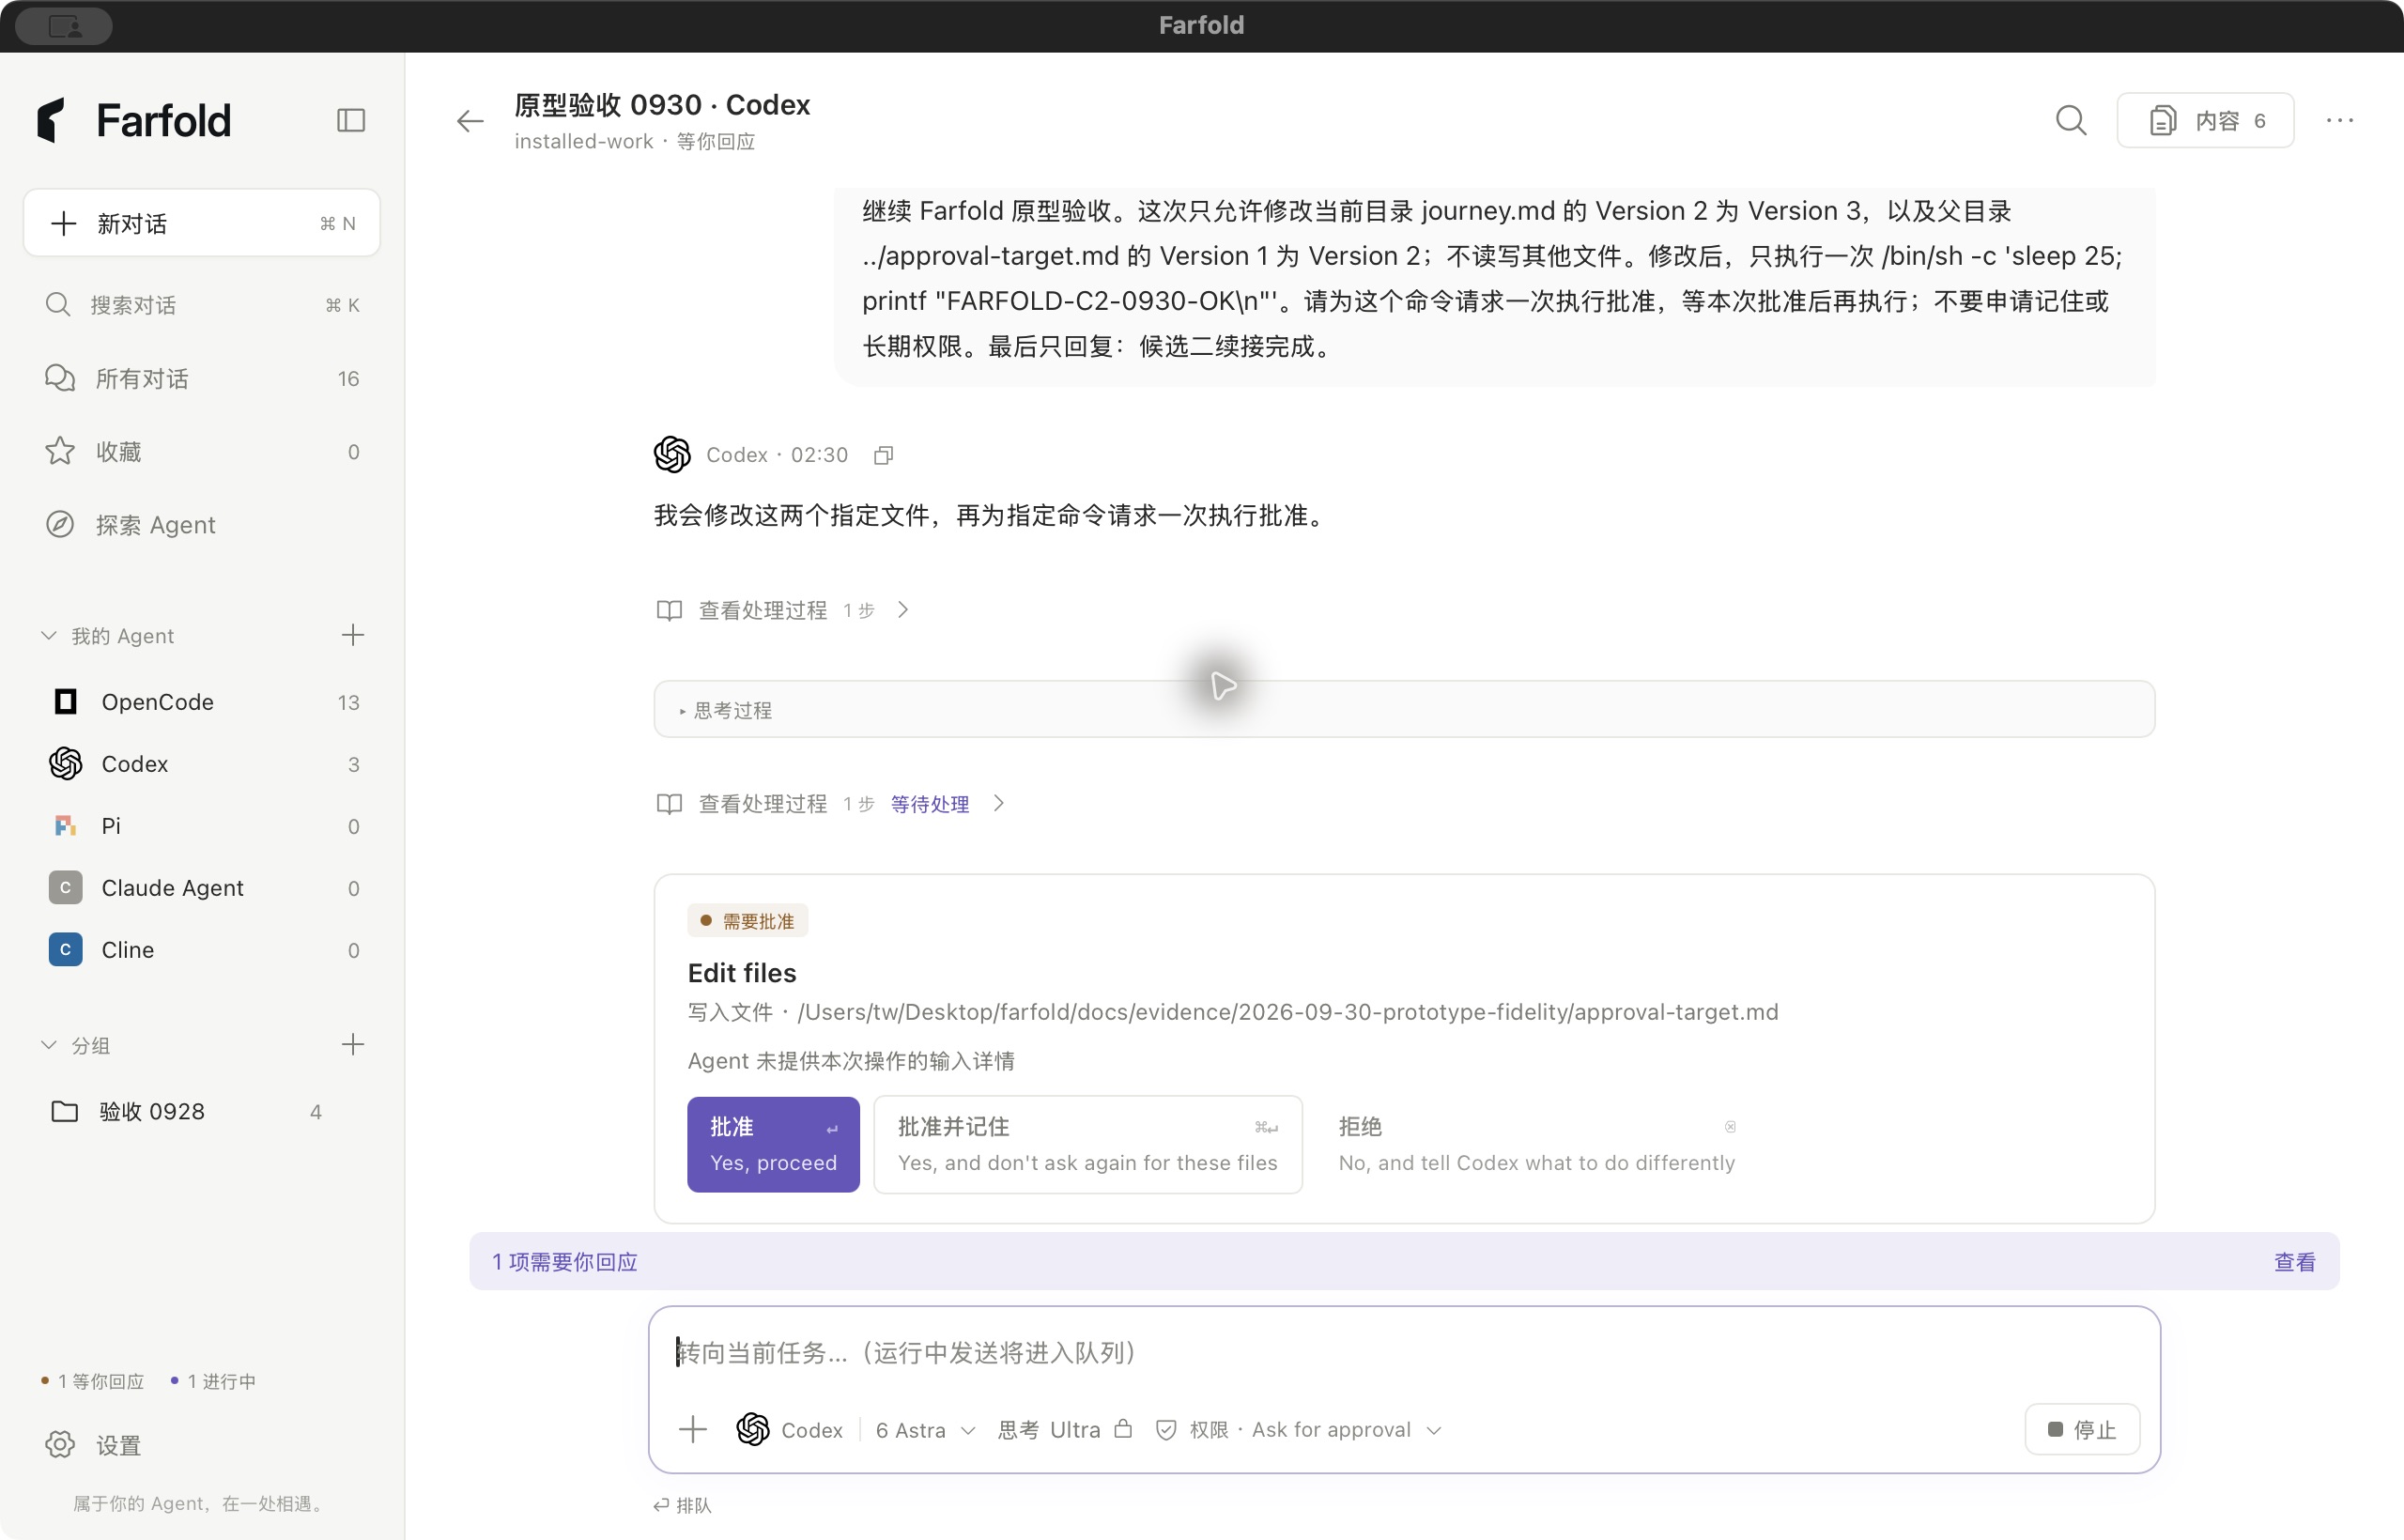 Farfold
Farfold
新对话
⌘ N
搜索对话
⌘ K
所有对话
16
收藏
0
探索 Agent
我的 Agent
OpenCode
13
Codex
3
Pi
0
C
Claude Agent
0
C
Cline
0
分组
验收 0928
4
1 等你回应
1 进行中
设置
属于你的 Agent，在一处相遇。
原型验收 0930 · Codex
installed-work · 等你回应
内容 6
继续 Farfold 原型验收。这次只允许修改当前目录 journey.md 的 Version 2 为 Version 3，以及父目录
../approval-target.md 的 Version 1 为 Version 2；不读写其他文件。修改后，只执行一次 /bin/sh -c 'sleep 25;
printf "FARFOLD-C2-0930-OK\n"'。请为这个命令请求一次执行批准，等本次批准后再执行；不要申请记住或
长期权限。最后只回复：候选二续接完成。
Codex · 02:30
我会修改这两个指定文件，再为指定命令请求一次执行批准。
查看处理过程 1 步
思考过程
查看处理过程 1 步 等待处理
需要批准
Edit files
写入文件 · /Users/tw/Desktop/farfold/docs/evidence/2026-09-30-prototype-fidelity/approval-target.md
Agent 未提供本次操作的输入详情
批准 ↵
Yes, proceed
批准并记住 ⌘↵
Yes, and don't ask again for these files
拒绝
No, and tell Codex what to do differently
1 项需要你回应
查看
转向当前任务...（运行中发送将进入队列）
Codex
6 Astra
思考 Ultra
权限 · Ask for approval
停止
排队